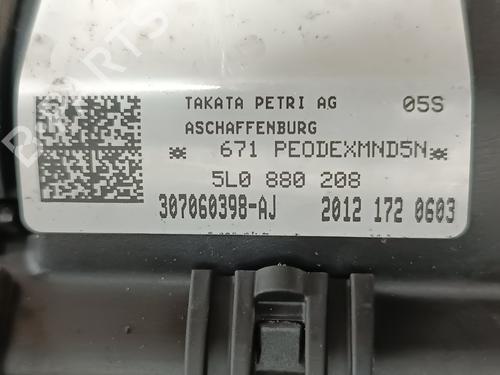 TAKATA PETRI AG 05S
ASCHAFFENBURG
671 PEODEXMND5N
5L0 880 208
307060398-AJ 2012 172 0603